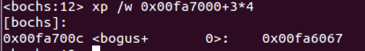 <bochs:12> xp /w 0x00fa7000+3*4
[bochs]:
0x00fa700c <bogus+       0>:    0x00fa6067